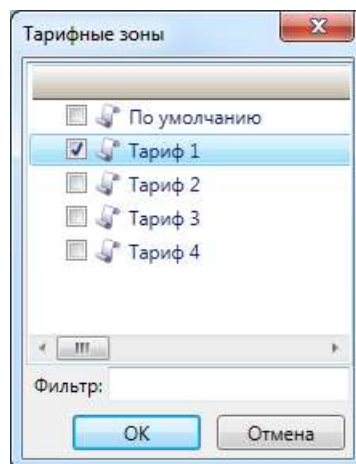 Тарифные зоны
По умолчанию
Тариф 1
Тариф 2
Тариф 3
Тариф 4
Фильтр:
OK Отмена